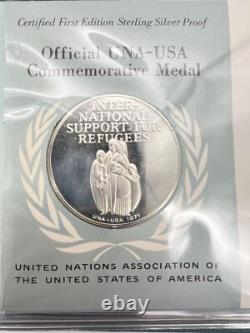 Certified First Edition Sterling Silver Proof
Official UNA-USA
Commemorative Medal
INTER-
NATIONAL
SUPPORT FOR
REFUGEES
UNA-USA 1971
UNITED NATIONS ASSOCIATION OF
THE UNITED STATES OF AMERICA